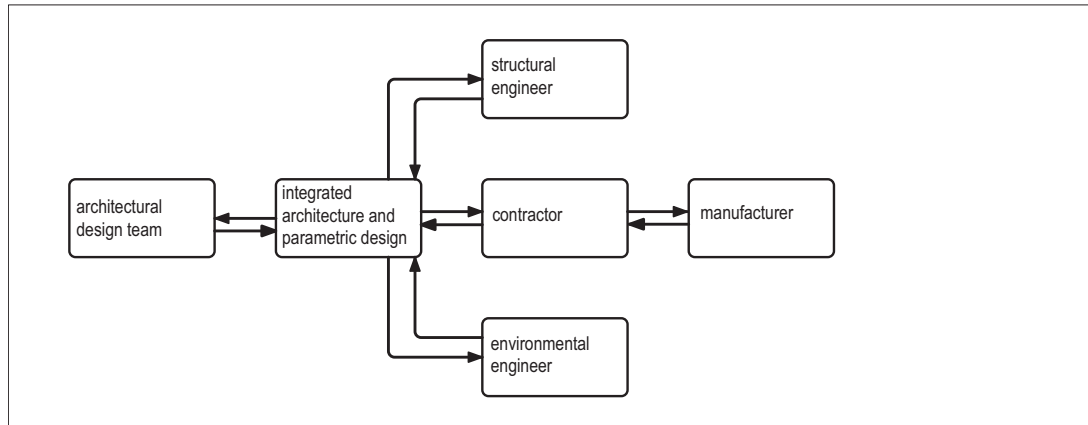 structural
engineer
architectural
design team
integrated
architecture and
parametric design
contractor
manufacturer
environmental
engineer